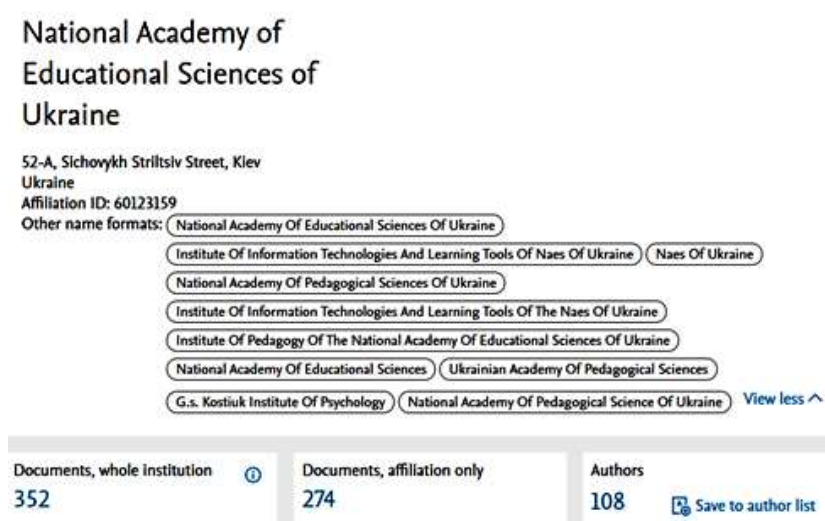 National Academy of
Educational Sciences of
Ukraine
52-A, Sichovykh Striltsiv Street, Kiev
Ukraine
Affiliation ID: 60123159
Other name formats: National Academy Of Educational Sciences Of Ukraine
Institute Of Information Technologies And Learning Tools Of Naes Of Ukraine Naes Of Ukraine
National Academy Of Pedagogical Sciences Of Ukraine
Institute Of Information Technologies And Learning Tools Of The Naes Of Ukraine
Institute Of Pedagogy Of The National Academy Of Educational Sciences Of Ukraine
National Academy Of Educational Sciences Ukrainian Academy Of Pedagogical Sciences
G.s. Kostiuk Institute Of Psychology National Academy Of Pedagogical Science Of Ukraine View less
Documents, whole institution Documents, affiliation only Authors
352 274 108 Save to author list